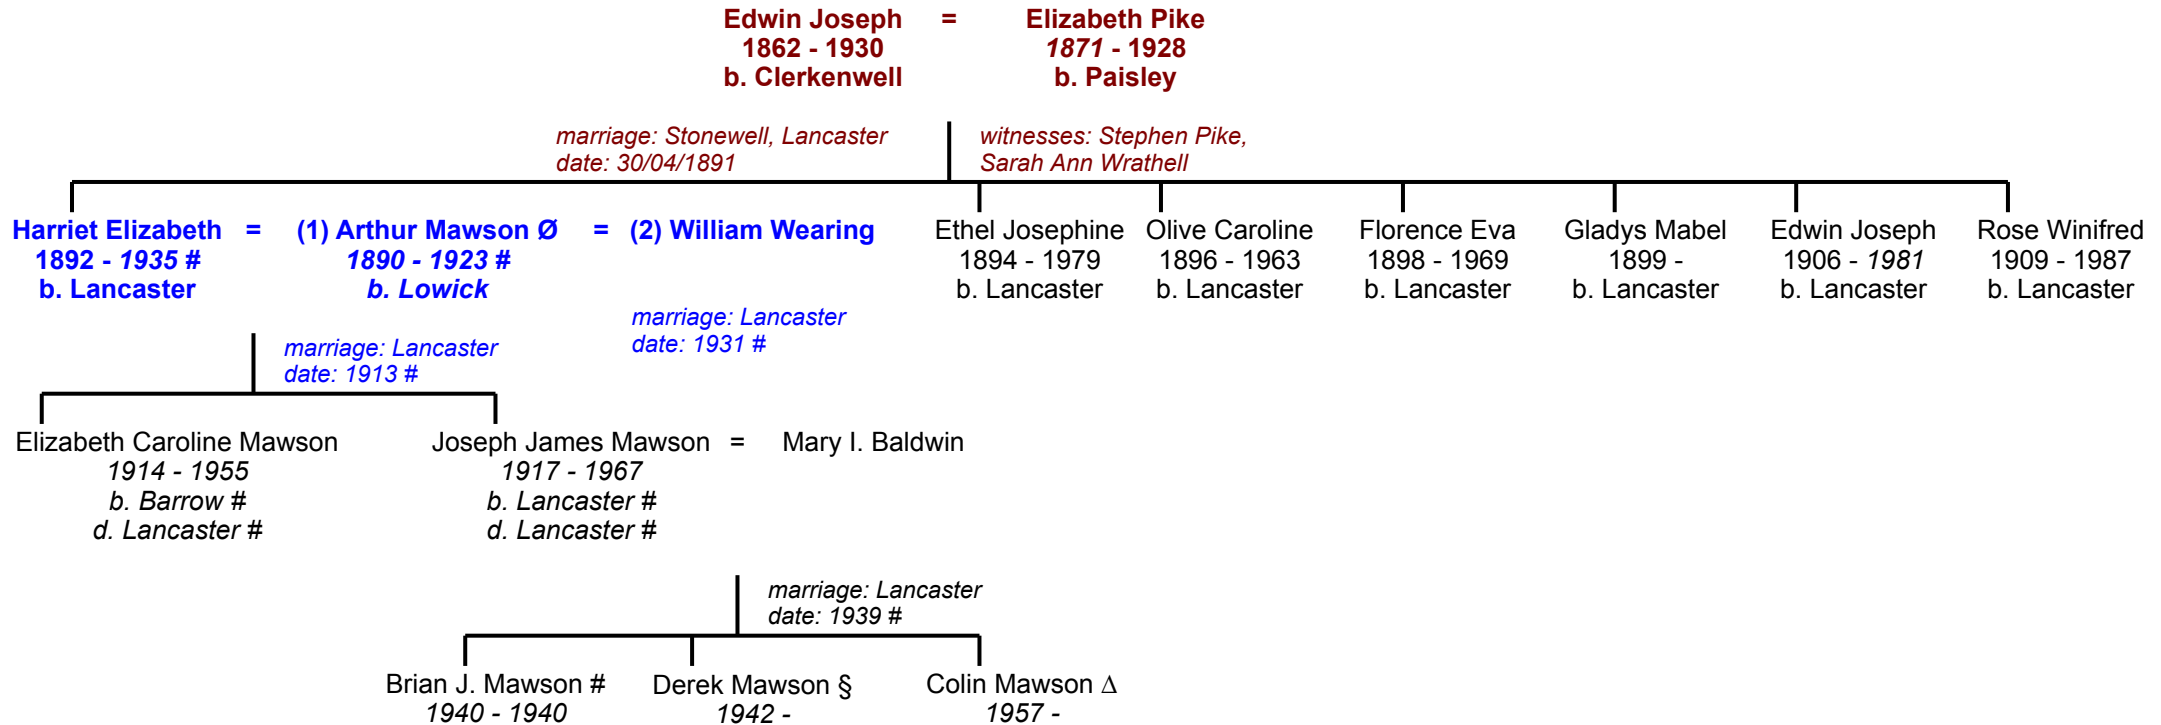 Edwin Joseph = Elizabeth Pike
1862 - 1930 1871 - 1928
b. Clerkenwell b. Paisley
marriage: Stonewell, Lancaster
date: 30/04/1891
witnesses: Stephen Pike,
Sarah Ann Wrathell
Harriet Elizabeth = (1) Arthur Mawson Ø = (2) William Wearing
1892 - 1935 # 1890 - 1923 #
b. Lancaster b. Lowick
marriage: Lancaster
date: 1931 #
Ethel Josephine
1894 - 1979
b. Lancaster
Olive Caroline
1896 - 1963
b. Lancaster
Florence Eva
1898 - 1969
b. Lancaster
Gladys Mabel
1899 -
b. Lancaster
Edwin Joseph
1906 - 1981
b. Lancaster
Rose Winifred
1909 - 1987
b. Lancaster
marriage: Lancaster
date: 1913 #
Elizabeth Caroline Mawson
1914 - 1955
b. Barrow #
d. Lancaster #
Joseph James Mawson = Mary I. Baldwin
1917 - 1967
b. Lancaster #
d. Lancaster #
marriage: Lancaster
date: 1939 #
Brian J. Mawson #
1940 - 1940
Derek Mawson §
1942 -
Colin Mawson Δ
1957 -